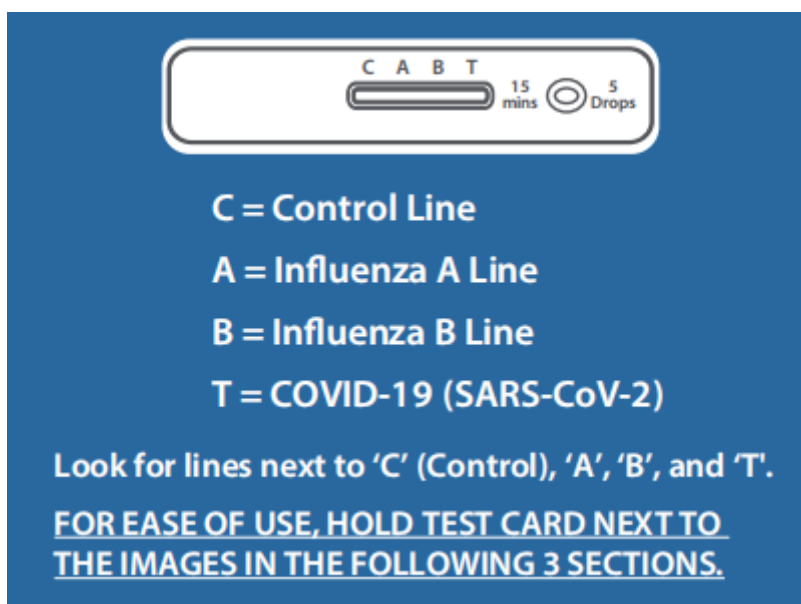 C A B T
15 mins
5 Drops
C = Control Line
A = Influenza A Line
B = Influenza B Line
T = COVID-19 (SARS-CoV-2)
Look for lines next to ‘C’ (Control), ‘A’, ‘B’, and ‘T'.
FOR EASE OF USE, HOLD TEST CARD NEXT TO
THE IMAGES IN THE FOLLOWING 3 SECTIONS.